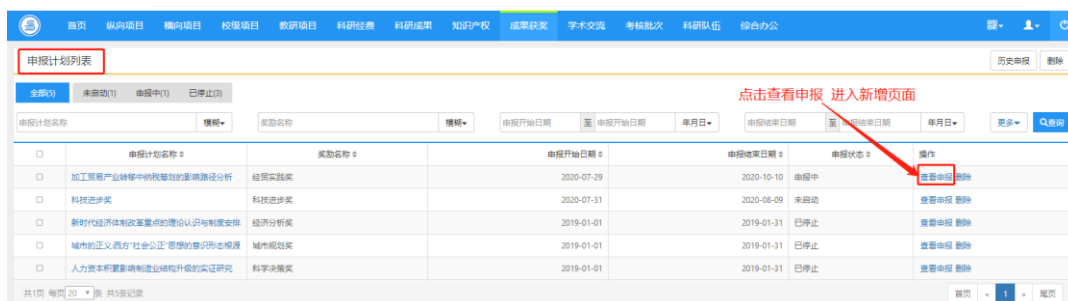 首页 纵向项目 横向项目 校级项目 教研项目 科研经费 科研成果 知识产权 成果获奖 学术交流 考核批次 科研队伍 综合办公
申报计划列表 历史申报 删除
全部(5) 未启动(1) 申报中(1) 已停止(3)
点击查看申报 进入新增页面
申报计划名称 模糊 奖励名称 模糊 申报开始日期 至 申报开始日期 年月日 申报结束日期 至 申报结束日期 年月日 更多 查询
申报计划名称 奖励名称 申报开始日期 申报结束日期 申报状态 操作
加工贸易产业转移中纳税筹划的影响路径分析 经贸实践奖 2020-07-29 2020-10-10 申报中 查看申报 删除
科技进步奖 科技进步奖 2020-07-31 2020-08-09 未启动 查看申报 删除
新时代经济体制改革重点的理论认识与制度安排 经济分析奖 2019-01-01 2019-01-31 已停止 查看申报 删除
城市的正义:西方"社会公正"思想的意识形态根源 城市规划奖 2019-01-01 2019-01-31 已停止 查看申报 删除
人力资本积累影响制造业结构升级的实证研究 科学决策奖 2019-01-01 2019-01-31 已停止 查看申报 删除
共1页 每页 20 条 共5条记录 首页 « 1 » 尾页